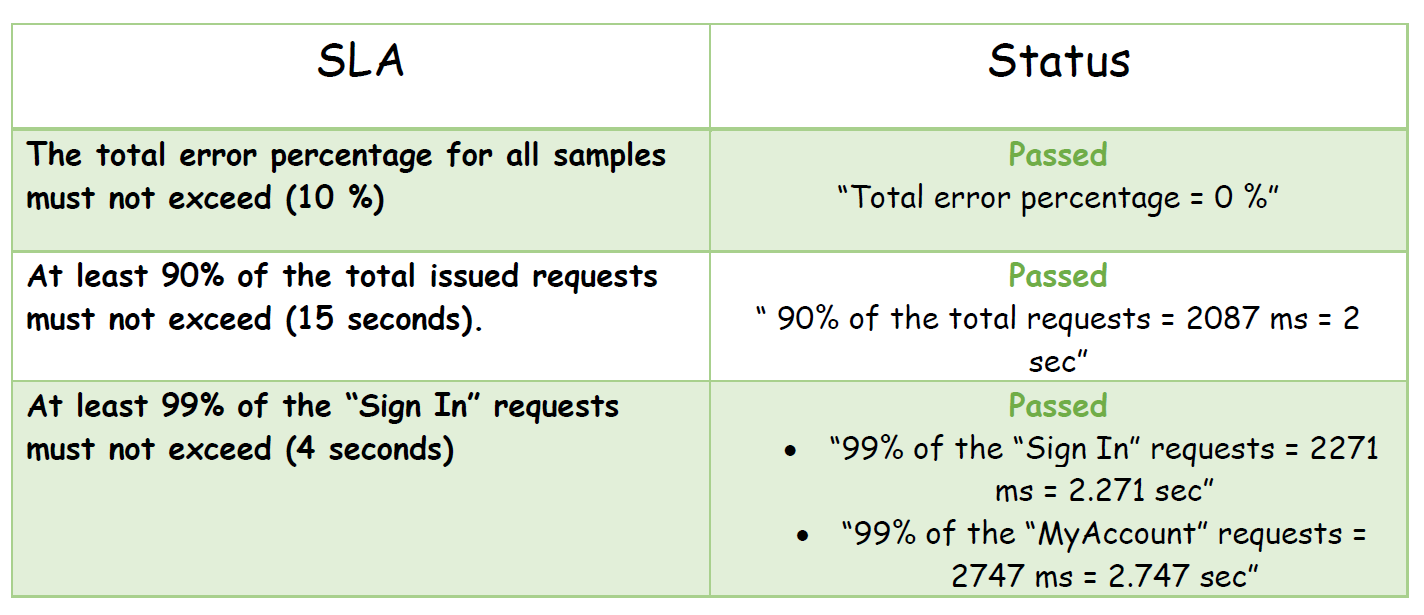 SLA
Status
The total error percentage for all samples
must not exceed (10 %)
Passed
“Total error percentage = 0 %”
At least 90% of the total issued requests
must not exceed (15 seconds).
Passed
“ 90% of the total requests = 2087 ms = 2
sec”
At least 99% of the “Sign In” requests
must not exceed (4 seconds)
Passed
• “99% of the “Sign In” requests = 2271
ms = 2.271 sec”
• “99% of the “MyAccount” requests =
2747 ms = 2.747 sec”